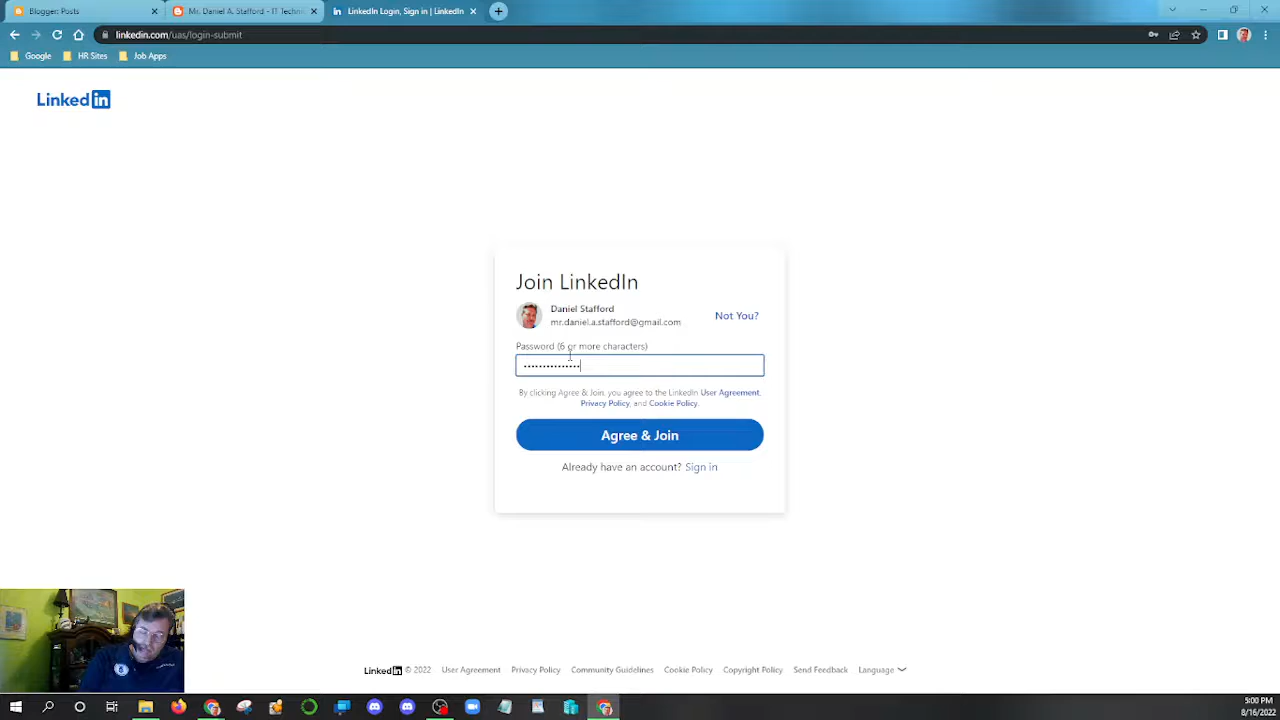 Blogger: Posts
Mr. Daniel A. Stafford - IT Techni
LinkedIn Login, Sign in | LinkedIn
linkedin.com/uas/login-submit
Google
HR Sites
Job Apps
Linked in
Join LinkedIn
Daniel Stafford
mr.daniel.a.stafford@gmail.com
Not You?
Password (6 or more characters)
By clicking Agree & Join, you agree to the LinkedIn User Agreement,
Privacy Policy, and Cookie Policy.
Agree & Join
Already have an account? Sign in
Linked in © 2022 User Agreement Privacy Policy Community Guidelines Cookie Policy Copyright Policy Send Feedback Language
5:00 PM
8/16/2022